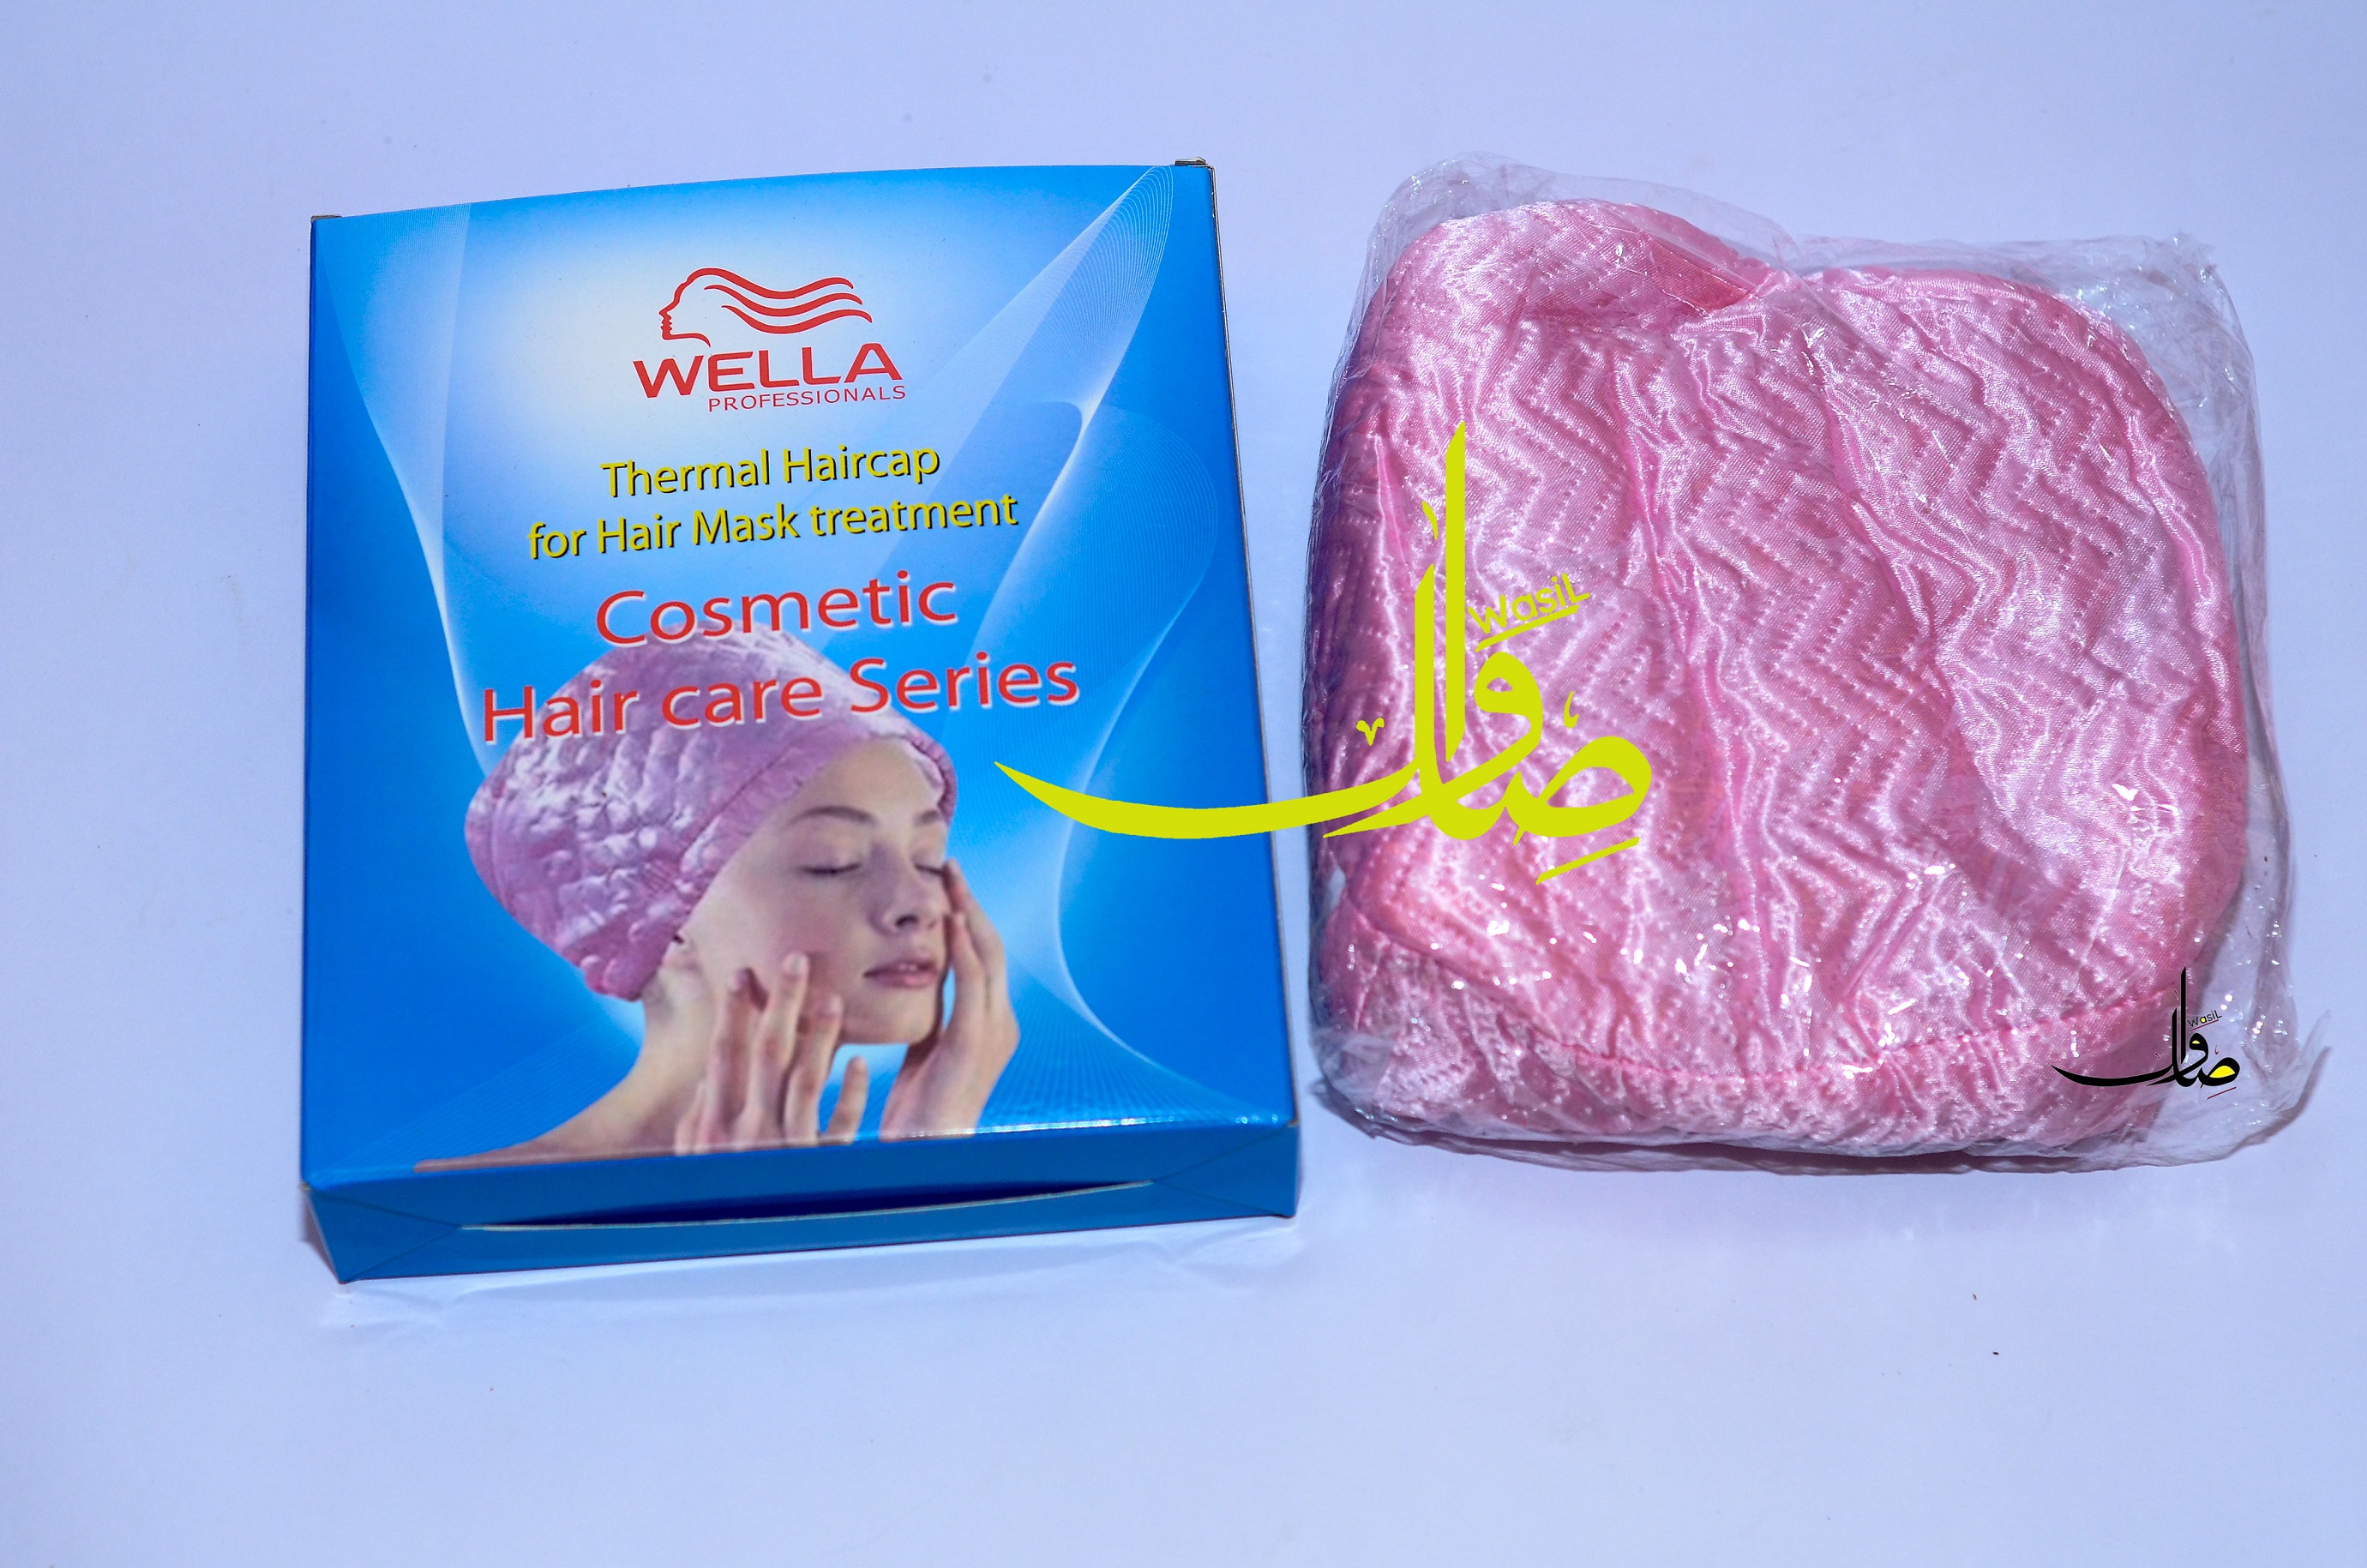 WELLA
PROFESSIONALS
Thermal Haircap
for Hair Mask treatment
Cosmetic
Hair care Series
WasiL
WasiL